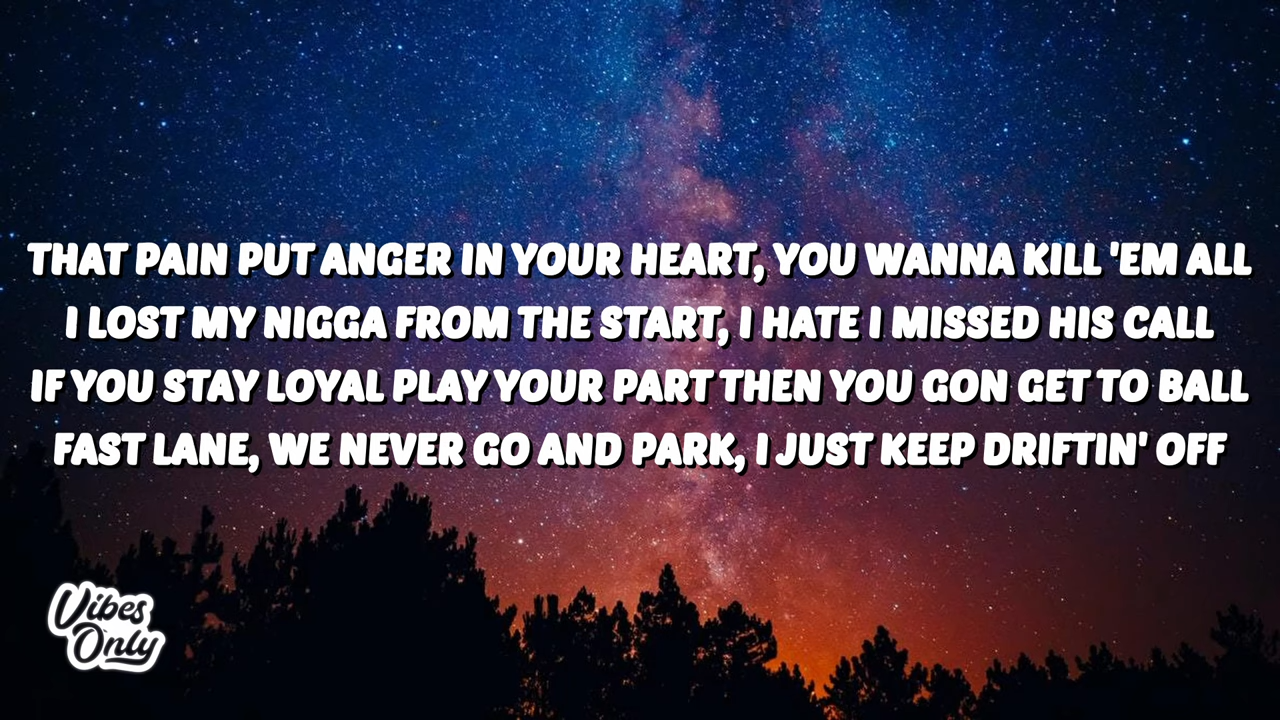 THAT PAIN PUT ANGER IN YOUR HEART, YOU WANNA KILL 'EM ALL
I LOST MY NIGGA FROM THE START, I HATE I MISSED HIS CALL
IF YOU STAY LOYAL PLAY YOUR PART THEN YOU GON GET TO BALL
FAST LANE, WE NEVER GO AND PARK, I JUST KEEP DRIFTIN' OFF
Vibes
Only